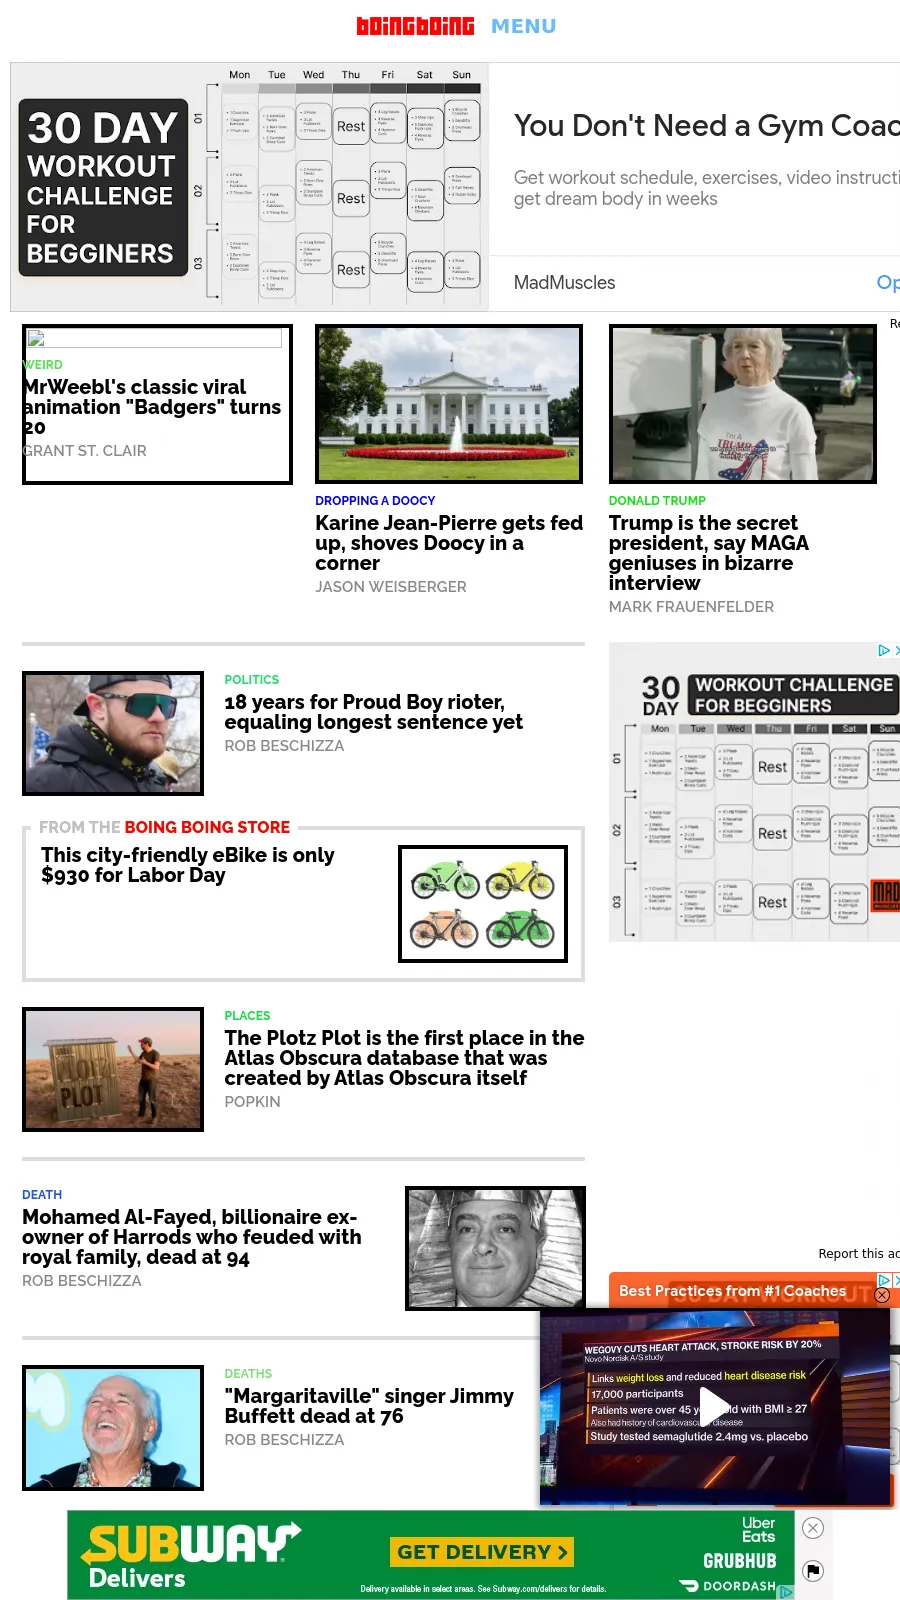 boingboing MENU
Mon Tue Wed Thu Fri Sat Sun
30 DAY
WORKOUT
CHALLENGE
FOR
BEGGINERS
01
Rest
02
Rest
03
Rest
You Don't Need a Gym Coac
Get workout schedule, exercises, video instructi
get dream body in weeks
MadMuscles
Op
Re
WEIRD
MrWeebl's classic viral
animation "Badgers" turns
20
GRANT ST. CLAIR
DROPPING A DOOCY
Karine Jean-Pierre gets fed
up, shoves Doocy in a
corner
JASON WEISBERGER
I'm A
TRUMP
DONALD TRUMP
Trump is the secret
president, say MAGA
geniuses in bizarre
interview
MARK FRAUENFELDER
POLITICS
18 years for Proud Boy rioter,
equaling longest sentence yet
ROB BESCHIZZA
30
DAY
WORKOUT CHALLENGE
FOR BEGGINERS
Mon Tue Wed Thu Fri Sat Sun
01
Rest
02
Rest
03
Rest
MAD
FROM THE BOING BOING STORE
This city-friendly eBike is only
$930 for Labor Day
PLOT
PLACES
The Plotz Plot is the first place in the
Atlas Obscura database that was
created by Atlas Obscura itself
POPKIN
DEATH
Mohamed Al-Fayed, billionaire ex-
owner of Harrods who feuded with
royal family, dead at 94
ROB BESCHIZZA
Report this ad
Best Practices from #1 Coaches
WEGOVY CUTS HEART ATTACK, STROKE RISK BY 20%
Novo Nordisk A/S study
Links weight loss and reduced heart disease risk
17,000 participants
Patients were over 45 ye ld with BMI ≥ 27
Also had history of cardiovascu disease
Study tested semaglutide 2.4mg vs. placebo
DEATHS
"Margaritaville" singer Jimmy
Buffett dead at 76
ROB BESCHIZZA
SUBWAY
Delivers
GET DELIVERY
Delivery available in select areas. See Subway.com/delivers for details.
Uber
Eats
GRUBHUB
DOORDASH